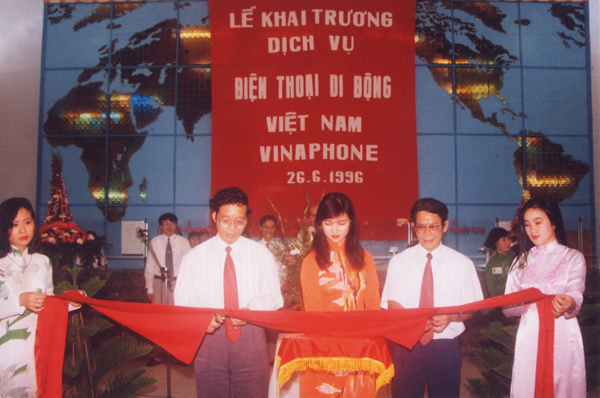 LỄ KHAI TRƯƠNG
DỊCH VỤ
ĐIỆN THOẠI DI ĐỘNG
VIỆT NAM
VINAPHONE
26.6.1996